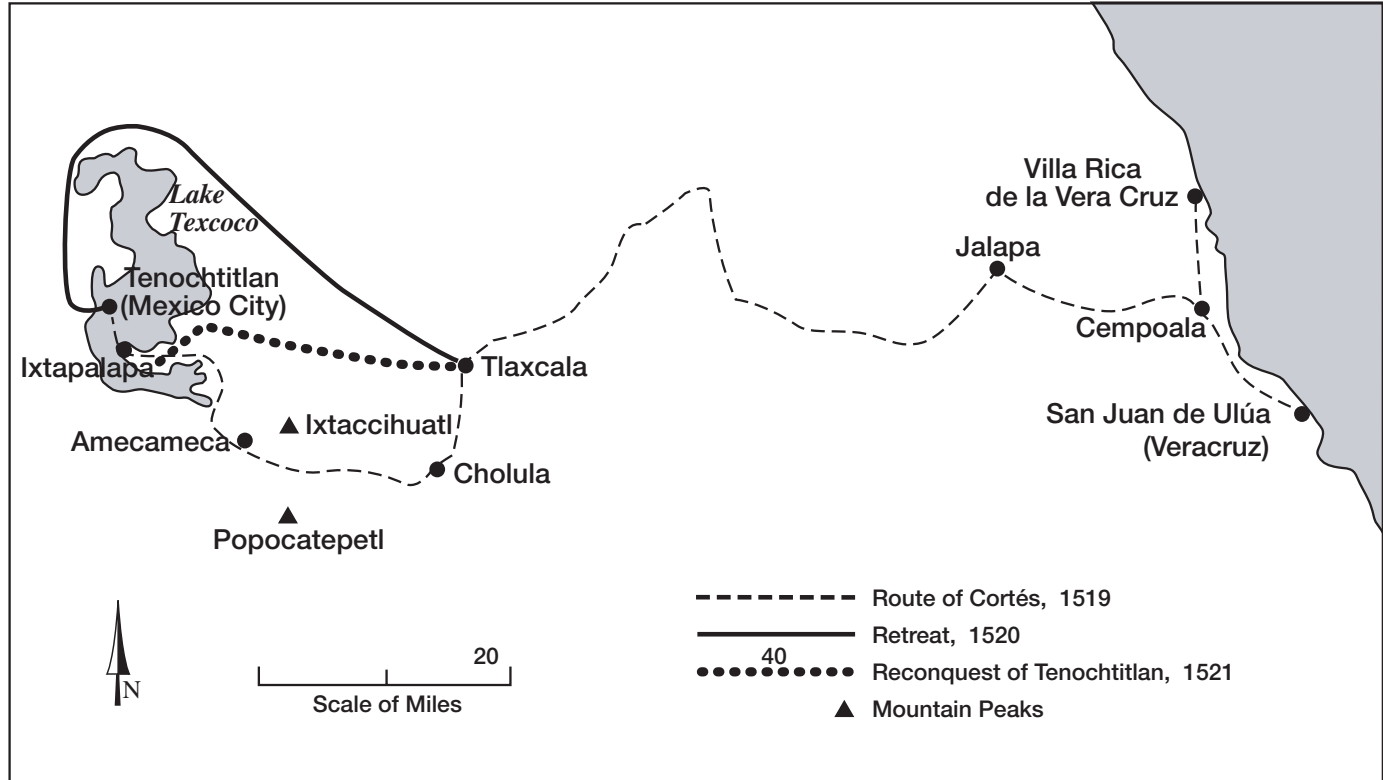 Villa Rica
de la Vera Cruz
Lake
Texcoco
Jalapa
Tenochtitlan
(Mexico City)
Cempoala
Ixtapalapa
Tlaxcala
San Juan de Ulúa
(Veracruz)
Ixtaccihuatl
Amecameca
Cholula
Popocatepetl
Route of Cortés, 1519
Retreat, 1520
20
40
Reconquest of Tenochtitlan, 1521
N
Scale of Miles
Mountain Peaks